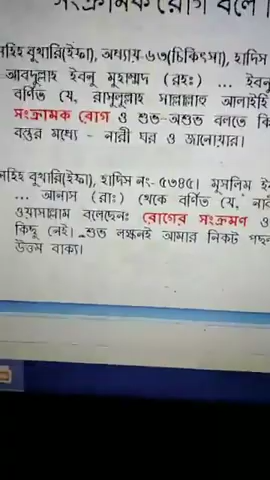 সংক্রামক রোগ বলে
সহিহ বুখারি(ইফা), অধ্যায়-৬৩(চিকিৎসা), হাদিস
আবদুল্লাহ ইবনু মুহাম্মদ (রহঃ) ... ইবনু
বর্ণিত যে, রাসুলুল্লাহ সাল্লাল্লাহু আলাইহি
সংক্রামক রোগ ও শুভ-অশুভ বলতে কি
বস্তুর মধ্যে - নারী ঘর ও জানোয়ার।
সহিহ বুখারি(ইফা), হাদিস নং- ৫৩৪৫। মুসলিম ই
... আনাস (রাঃ) থেকে বর্ণিত যে, নবী
ওয়াসাল্লাম বলেছেনঃ রোগের সংক্রমণ ও
কিছু নেই। শুভ লক্ষনই আমার নিকট পছন
উত্তম বাক্য।